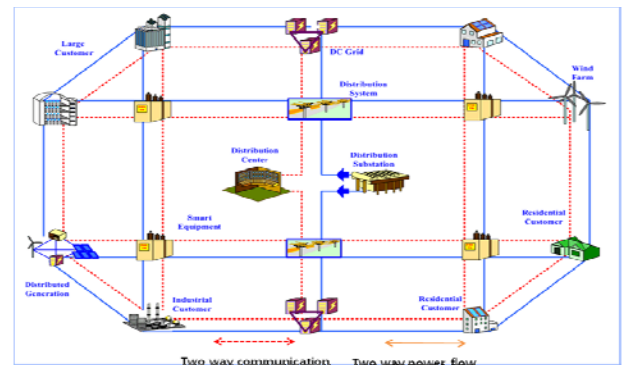 Large
Customer
DC Grid
Wind
Farm
Distribution
System
Distribution
Center
Distribution
Substation
Smart
Equipment
Residential
Customer
Distributed
Generation
Industrial
Customer
Residential
Customer
Two way communication
Two way power flow